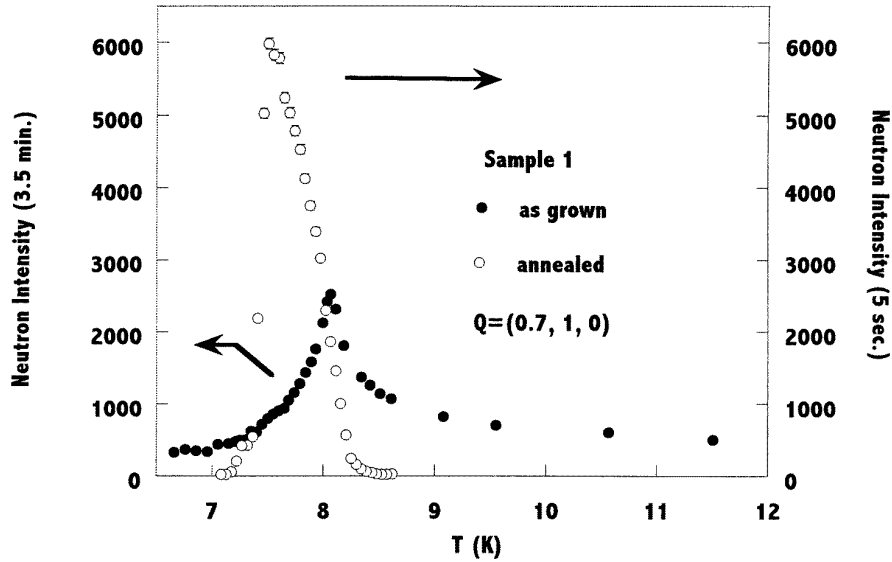 Neutron Intensity (3.5 min.)
6000
5000
4000
3000
2000
1000
0
7
8
9
10
11
12
T (K)
Sample 1
as grown
annealed
Q=(0.7, 1, 0)
6000
5000
4000
3000
2000
1000
0
Neutron Intensity (5 sec.)